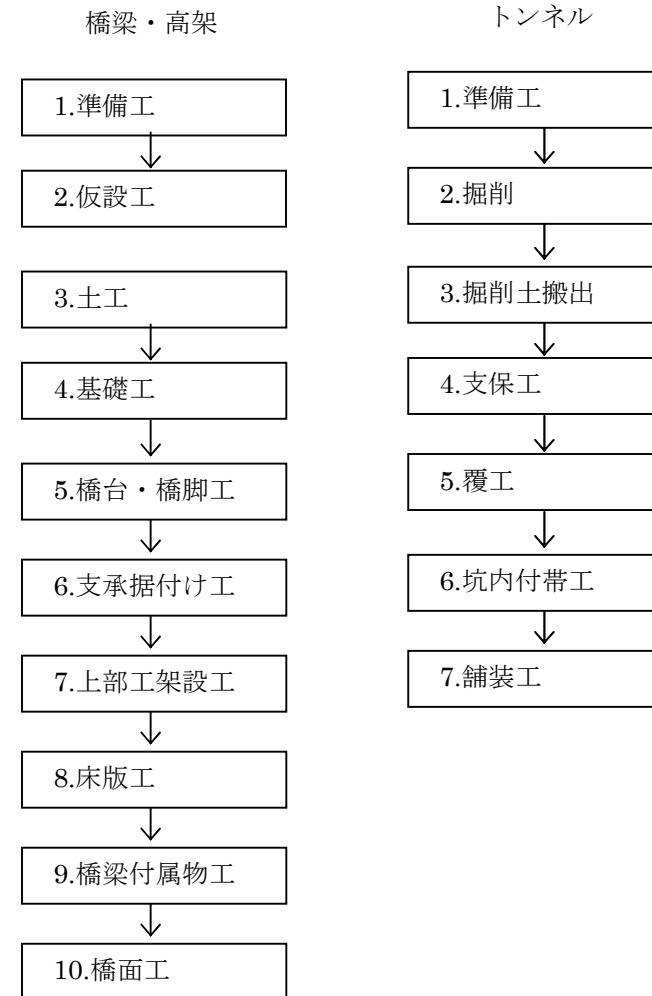 橋梁・高架
1.準備工
2.仮設工
3.土工
4.基礎工
5.橋台・橋脚工
6.支承据付け工
7.上部工架設工
8.床版工
9.橋梁付属物工
10.橋面工
トンネル
1.準備工
2.掘削
3.掘削土搬出
4.支保工
5.覆工
6.坑内付帯工
7.舗装工